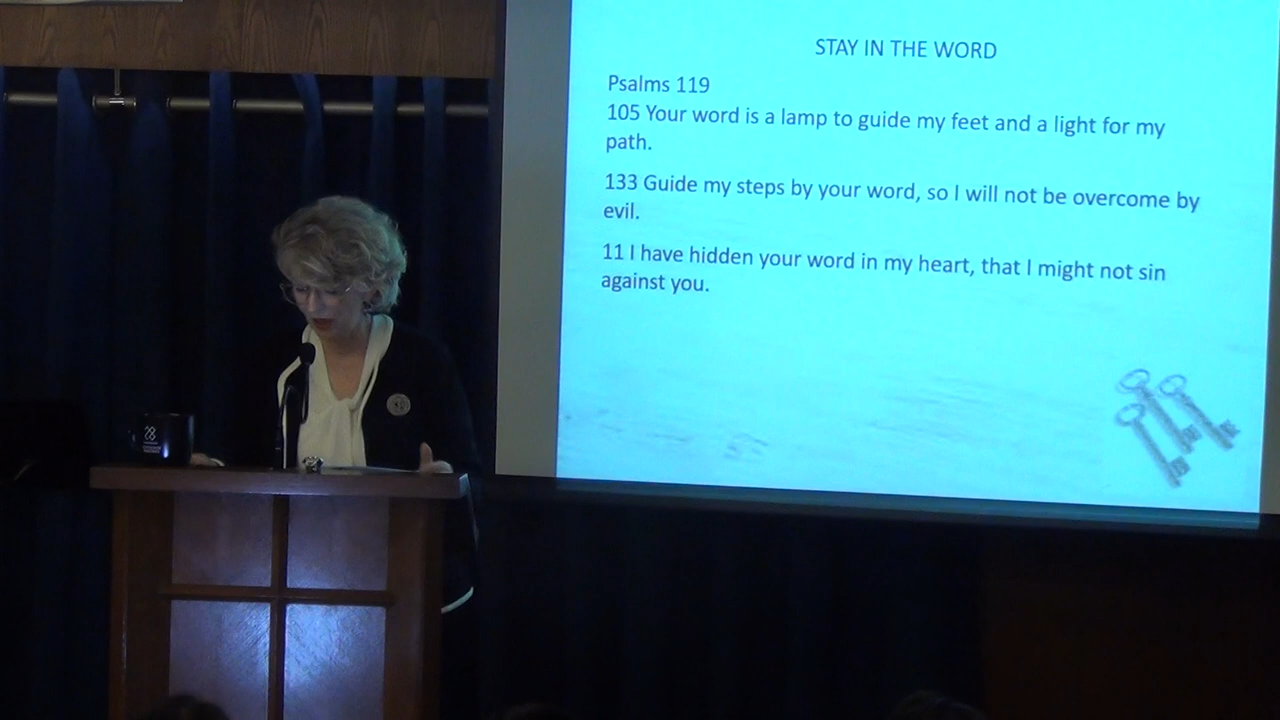 STAY IN THE WORD
Psalms 119
105 Your word is a lamp to guide my feet and a light for my
path.
133 Guide my steps by your word, so I will not be overcome by
evil.
11 I have hidden your word in my heart, that I might not sin
against you.